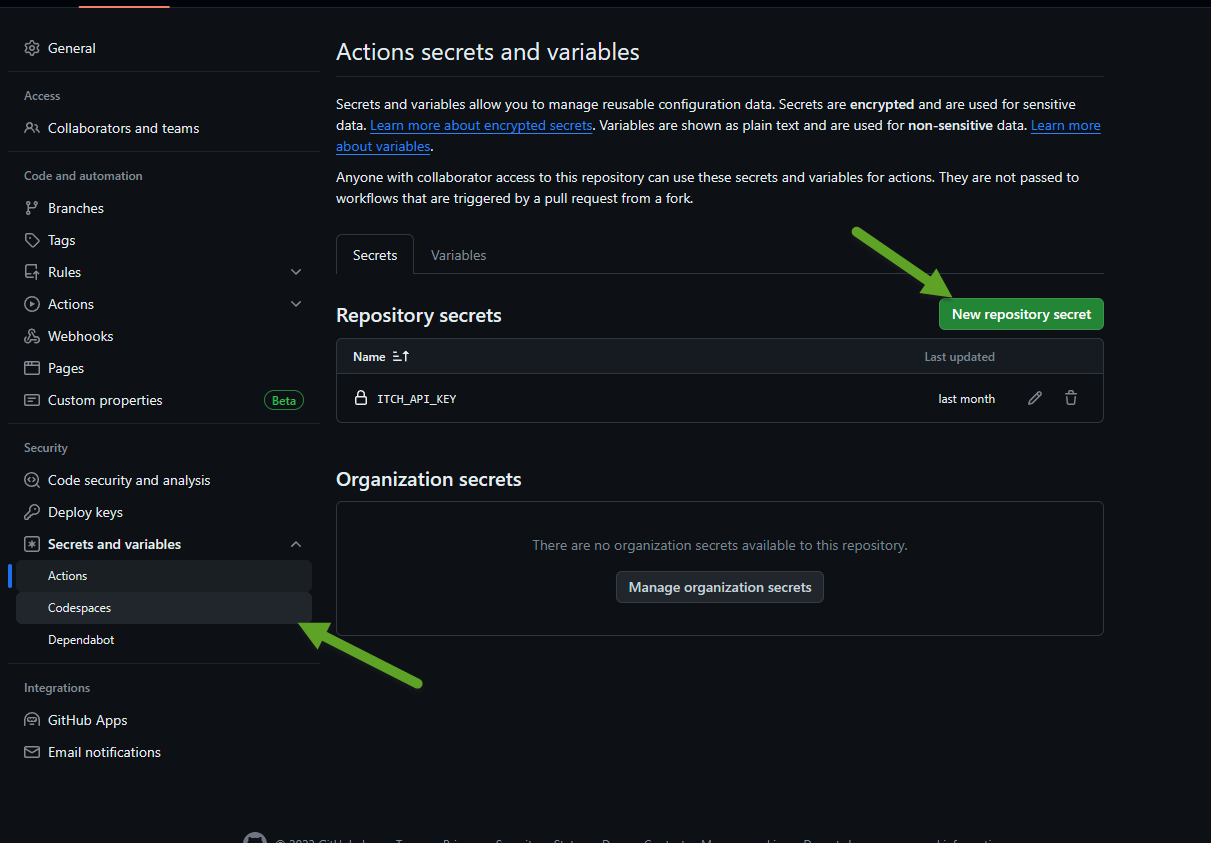 General
Access
Collaborators and teams
Code and automation
Branches
Tags
Rules
Actions
Webhooks
Pages
Custom properties
Beta
Security
Code security and analysis
Deploy keys
Secrets and variables
Actions
Codespaces
Dependabot
Integrations
GitHub Apps
Email notifications
Actions secrets and variables
Secrets and variables allow you to manage reusable configuration data. Secrets are encrypted and are used for sensitive
data. Learn more about encrypted secrets. Variables are shown as plain text and are used for non-sensitive data. Learn more
about variables.
Anyone with collaborator access to this repository can use these secrets and variables for actions. They are not passed to
workflows that are triggered by a pull request from a fork.
Secrets
Variables
Repository secrets
New repository secret
Name
Last updated
ITCH_API_KEY
last month
Organization secrets
There are no organization secrets available to this repository.
Manage organization secrets